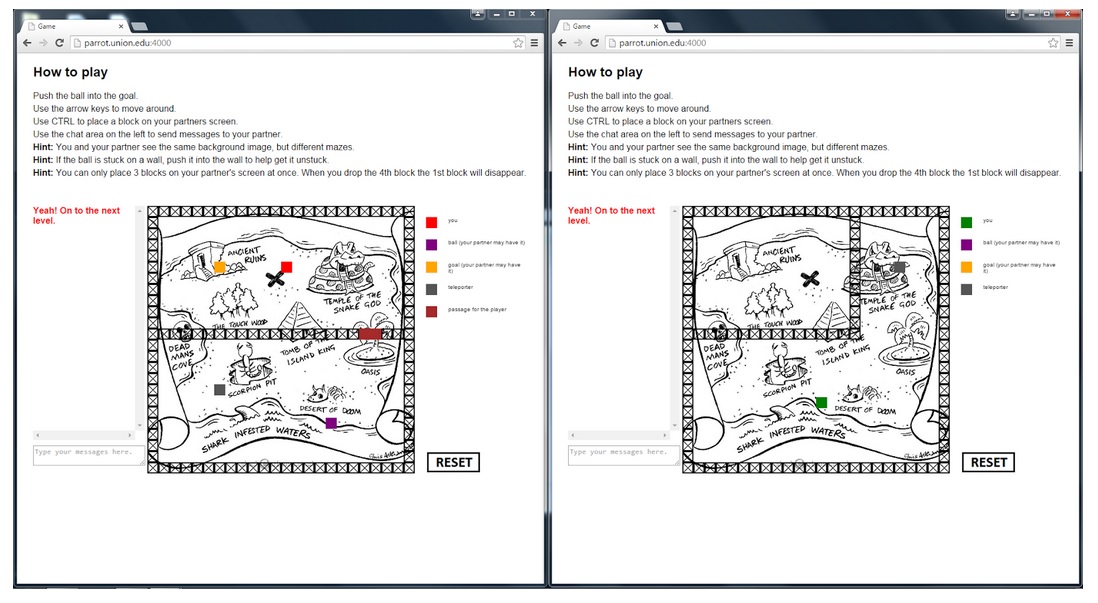 Game
parrot.union.edu:4000
How to play
Push the ball into the goal.
Use the arrow keys to move around.
Use CTRL to place a block on your partners screen.
Use the chat area on the left to send messages to your partner.
Hint: You and your partner see the same background image, but different mazes.
Hint: If the ball is stuck on a wall, push it into the wall to help get it unstuck.
Hint: You can only place 3 blocks on your partner's screen at once. When you drop the 4th block the 1st block will disappear.
Yeah! On to the next
level.
ANCIENT
RUINS
TEMPLE OF THE
SNAKE GOD
THE TOUCH WOOD
DEAD
MANS
COVE
TOMB OF THE
ISLAND KING
OASIS
SCORPION PIT
DESERT OF DOOM
SHARK INFESTED WATERS
you
ball (your partner may have it)
goal (your partner may have
it)
teleporter
passage for the player
Type your messages here.
RESET
Game
parrot.union.edu:4000
How to play
Push the ball into the goal.
Use the arrow keys to move around.
Use CTRL to place a block on your partners screen.
Use the chat area on the left to send messages to your partner.
Hint: You and your partner see the same background image, but different mazes.
Hint: If the ball is stuck on a wall, push it into the wall to help get it unstuck.
Hint: You can only place 3 blocks on your partner's screen at once. When you drop the 4th block the 1st block will disappear.
Yeah! On to the next
level.
ANCIENT
RUINS
TEMPLE OF THE
SNAKE GOD
THE TOUCH WOOD
DEAD
MANS
COVE
TOMB OF THE
ISLAND KING
OASIS
SCORPION PIT
DESERT OF DOOM
SHARK INFESTED WATERS
you
ball (your partner may have it)
goal (your partner may have
it)
teleporter
Type your messages here.
RESET